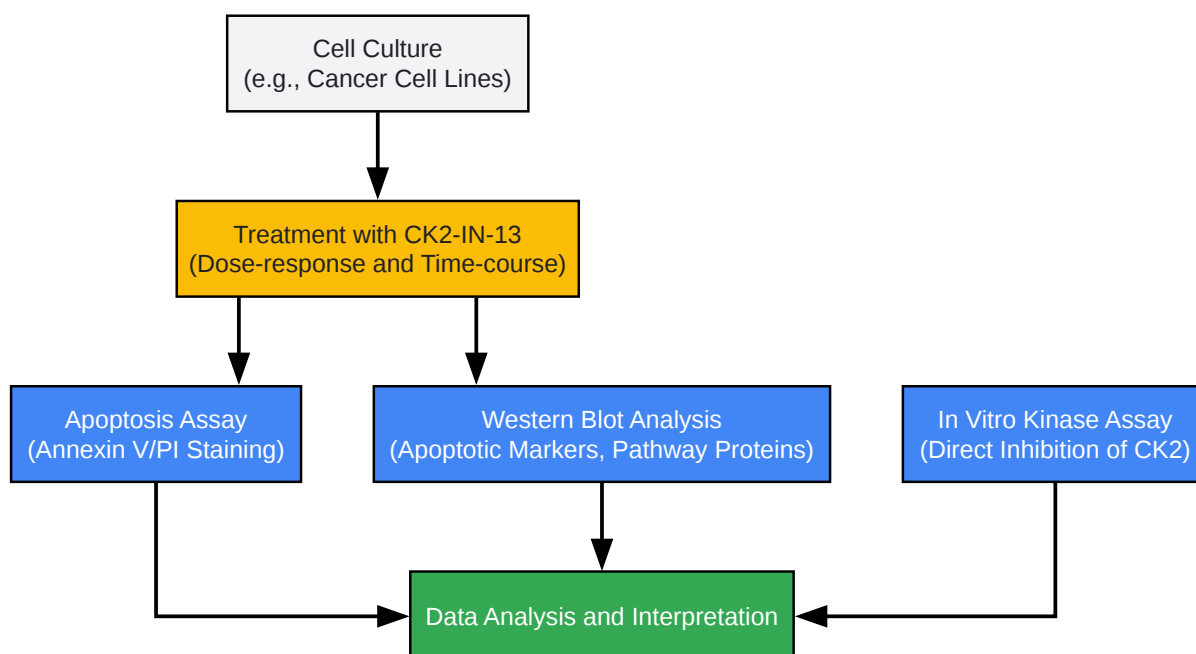 Cell Culture
(e.g., Cancer Cell Lines)
Treatment with CK2-IN-13
(Dose-response and Time-course)
Apoptosis Assay
(Annexin V/PI Staining)
Western Blot Analysis
(Apoptotic Markers, Pathway Proteins)
In Vitro Kinase Assay
(Direct Inhibition of CK2)
Data Analysis and Interpretation